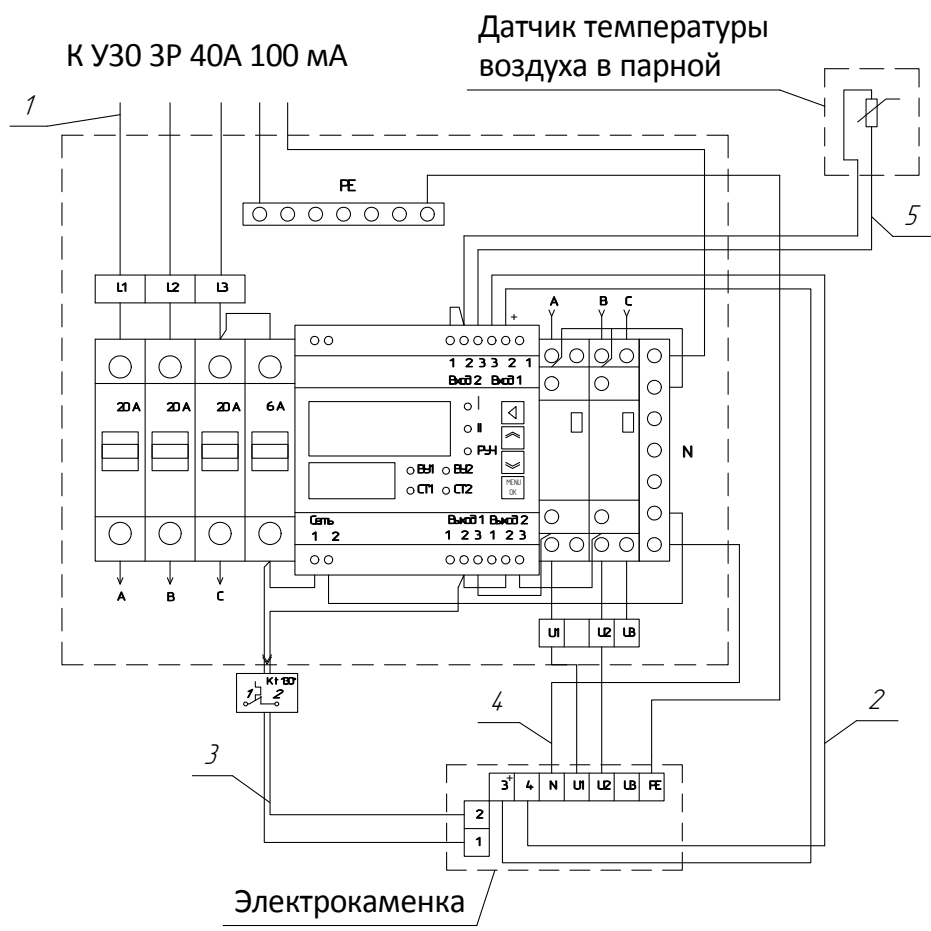 К УЗО 3Р 40А 100 мА
Датчик температуры
воздуха в парной
1
5
PE
L1 L2 L3
A B C
+
1 2 3 3 2 1
Вход 2 Вход 1
20 A 20 A 20 A 6 A
I
II
РУЧ
N
ВУ1 ВУ2
СТ1 СТ2
MENU
OK
Сеть
1 2
Выход 1 Выход 2
1 2 3 1 2 3
A B C
U1 U2 U3
Kt 130°
1 2
4
2
3
3+ 4 N U1 U2 U3 PE
2
1
Электрокаменка